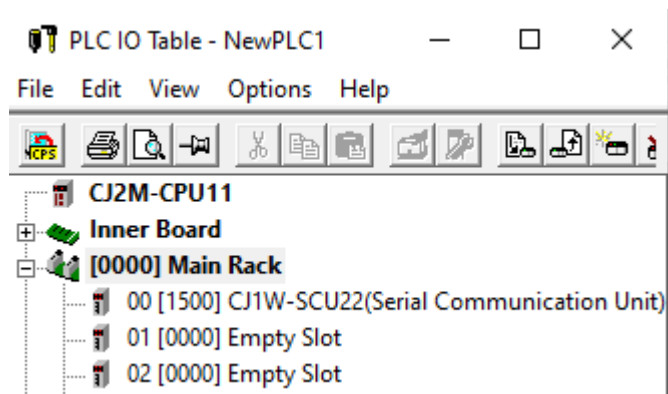 PLC IO Table - NewPLC1
File Edit View Options Help
CPS
CJ2M-CPU11
Inner Board
[0000] Main Rack
00 [1500] CJ1W-SCU22(Serial Communication Unit)
01 [0000] Empty Slot
02 [0000] Empty Slot